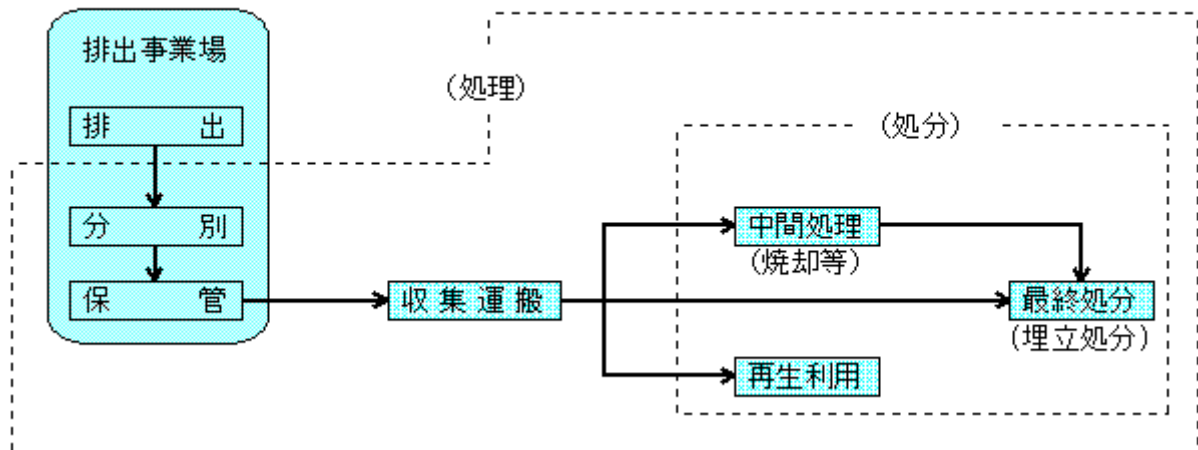 排出事業場
(処理)
排出
(処分)
分別
中間処理
(焼却等)
保管
収集運搬
最終処分
(埋立処分)
再生利用